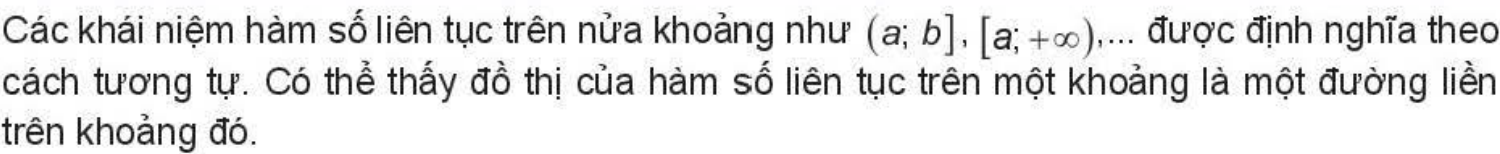 Các khái niệm hàm số liên tục trên nửa khoảng như (a; b], [a; +∞),... được định nghĩa theo
cách tương tự. Có thể thấy đồ thị của hàm số liên tục trên một khoảng là một đường liền
trên khoảng đó.